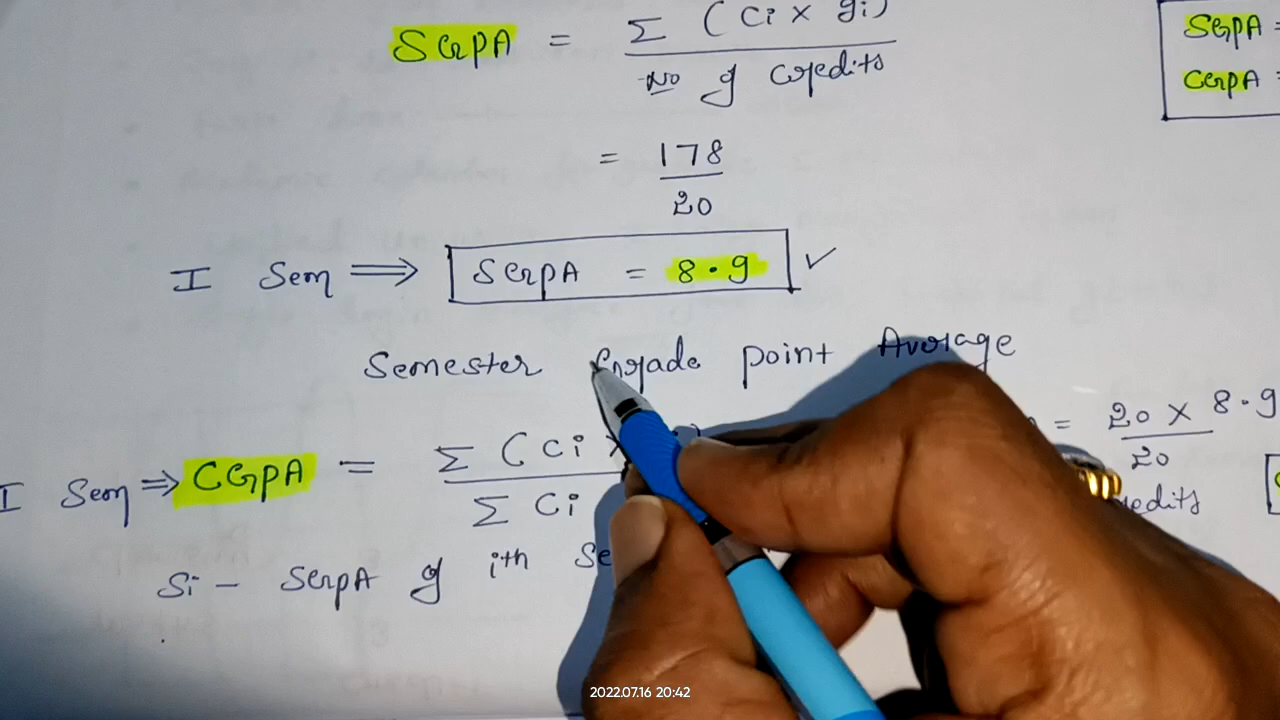 SGPA = Σ (Ci × gi)
No of credits
SGPA =
CGPA =
= 178
20
I Sem ⟹ SGPA = 8.9 ✓
Semester Grade point Average
I Sem ⇒ CGPA = Σ (Ci ×
Σ Ci
= 20 × 8.9
20
credits
Si - SGPA of ith Se
2022.07.16 20:42